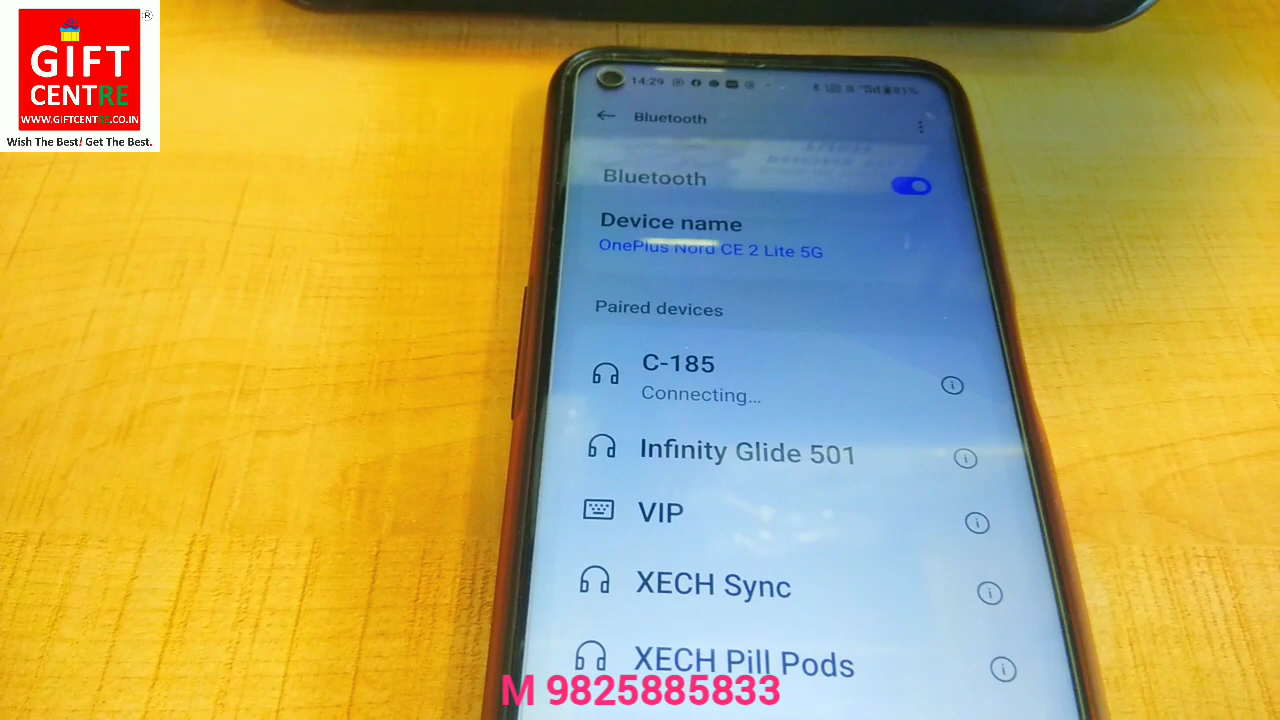 GIFT
CENTRE
WWW.GIFTCENTRE.CO.IN
Wish The Best! Get The Best.
14:29
81%
Bluetooth
Bluetooth
Device name
OnePlus Nord CE 2 Lite 5G
Paired devices
C-185
Connecting...
Infinity Glide 501
VIP
XECH Sync
XECH Pill Pods
M 9825885833